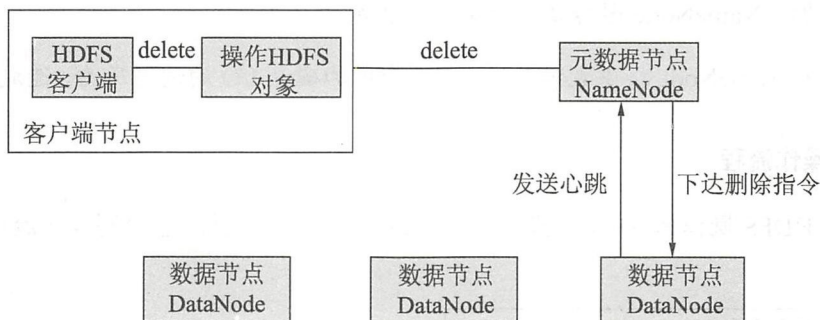 HDFS
客户端
delete
操作HDFS
对象
客户端节点
delete
元数据节点
NameNode
发送心跳
下达删除指令
数据节点
DataNode
数据节点
DataNode
数据节点
DataNode